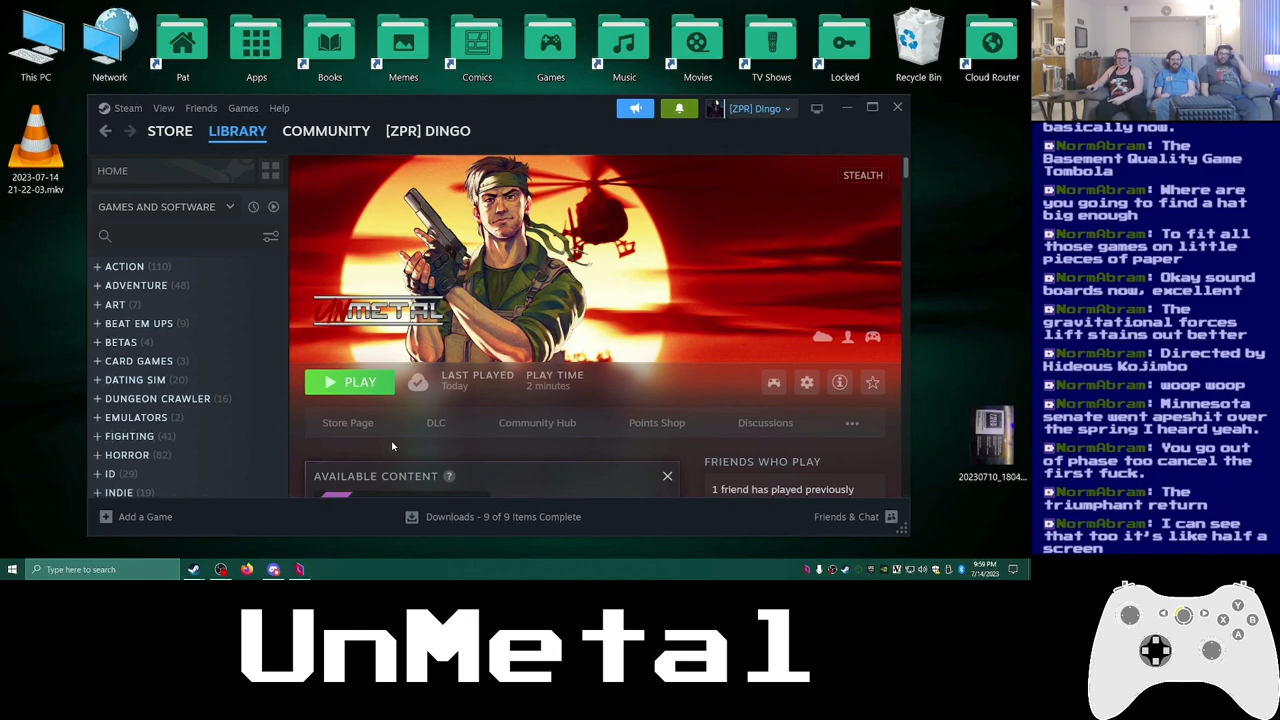 This PC
Network
Pat
Apps
Books
Memes
Comics
Games
Music
Movies
TV Shows
Locked
Recycle Bin
Cloud Router
2023-07-14
21-22-03.mkv
Steam
View
Friends
Games
Help
[ZPR] Dingo
STORE
LIBRARY
COMMUNITY
[ZPR] DINGO
HOME
GAMES AND SOFTWARE
+ ACTION (110)
+ ADVENTURE (48)
+ ART (7)
+ BEAT EM UPS (9)
+ BETAS (4)
+ CARD GAMES (3)
+ DATING SIM (20)
+ DUNGEON CRAWLER (16)
+ EMULATORS (2)
+ FIGHTING (41)
+ HORROR (82)
+ ID (29)
+ INDIE (19)
STEALTH
UNMETAL
PLAY
LAST PLAYED
Today
PLAY TIME
2 minutes
Store Page
DLC
Community Hub
Points Shop
Discussions
AVAILABLE CONTENT ?
FRIENDS WHO PLAY
1 friend has played previously
Add a Game
Downloads - 9 of 9 Items Complete
Friends & Chat
20230710_1804...
Type here to search
9:59 PM
7/14/2023
basically now.
NormAbram: The
Basement Quality Game
Tombola
NormAbram: Where are
you going to find a hat
big enough
NormAbram: To fit all
those games on little
pieces of paper
NormAbram: Okay sound
boards now, excellent
NormAbram: The
gravitational forces
lift stains out better
NormAbram: Directed by
Hideous Kojimbo
NormAbram: woop woop
NormAbram: Minnesota
senate went apeshit over
the spring I heard yeah.
NormAbram: You go out
of phase too cancel the
first fuck.
NormAbram: The
triumphant return
NormAbram: I can see
that too it's like half a
screen
UnMetal
Y
X
B
A